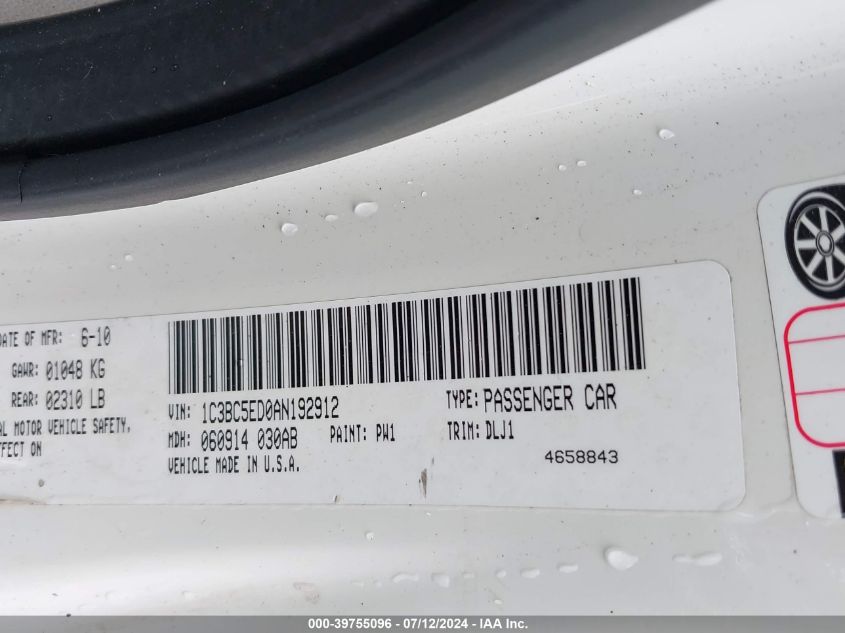 DATE OF MFR: 6-10
GAWR: 01048 KG
REAR: 02310 LB
MOTOR VEHICLE SAFETY,
ON
VIN: 1C3BC5ED0AN192912
TYPE: PASSENGER CAR
MDH: 060914 030AB
PAINT: PW1
TRIM: DLJ1
VEHICLE MADE IN U.S.A.
4658843
000-39755096 - 07/12/2024 - IAA Inc.